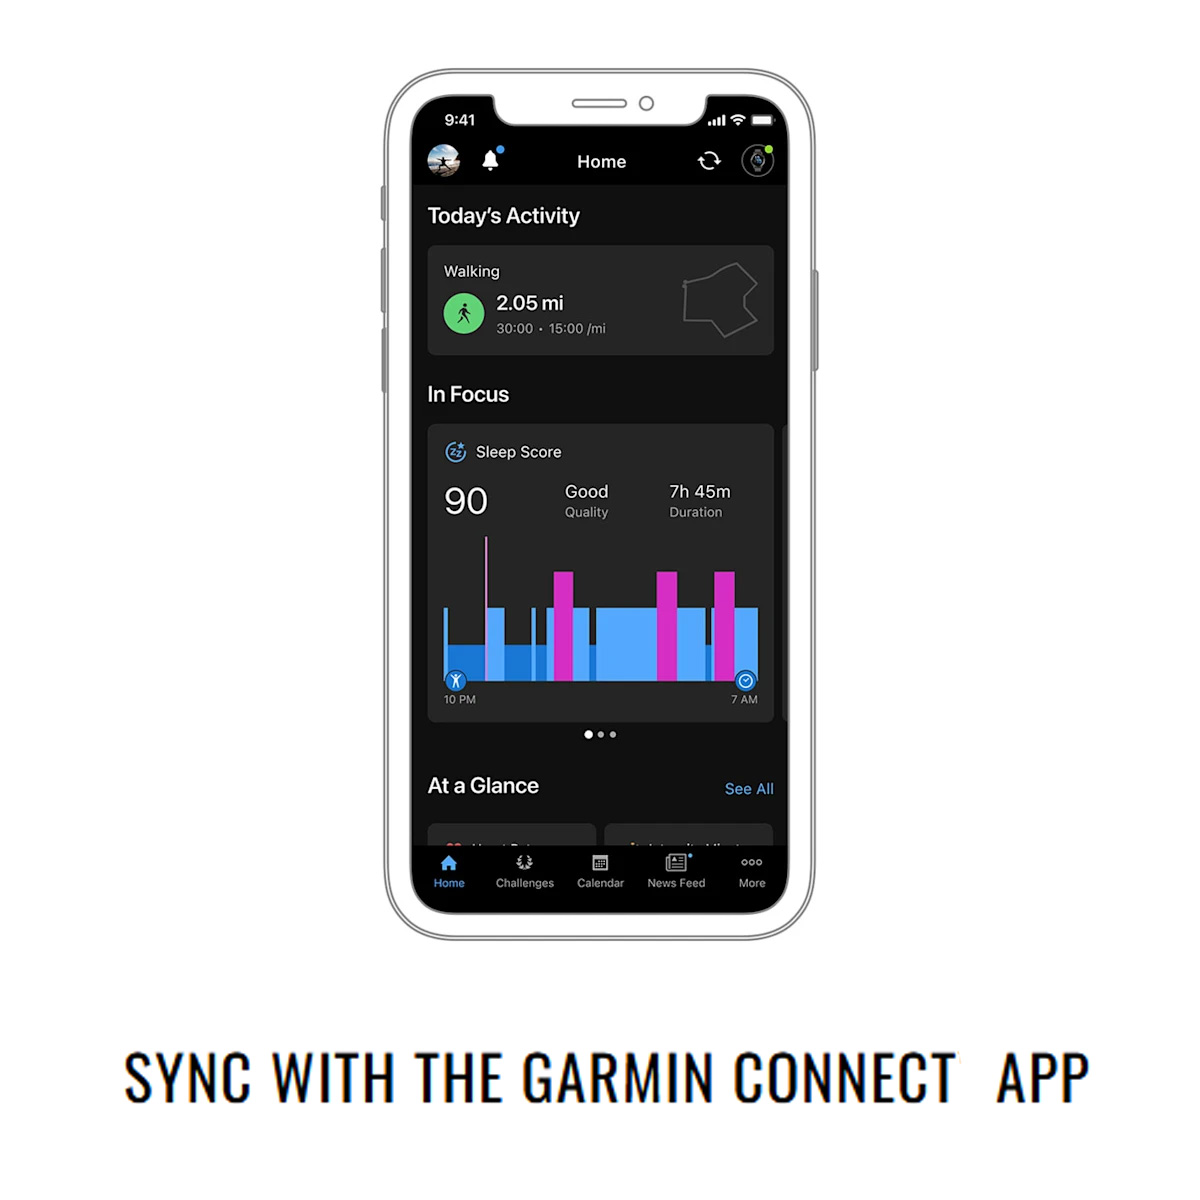 9:41
Home
Today's Activity
Walking
2.05 mi
30:00 • 15:00 /mi
In Focus
Sleep Score
90 Good 7h 45m
Quality Duration
10 PM 7 AM
At a Glance See All
Home Challenges Calendar News Feed More
SYNC WITH THE GARMIN CONNECT APP